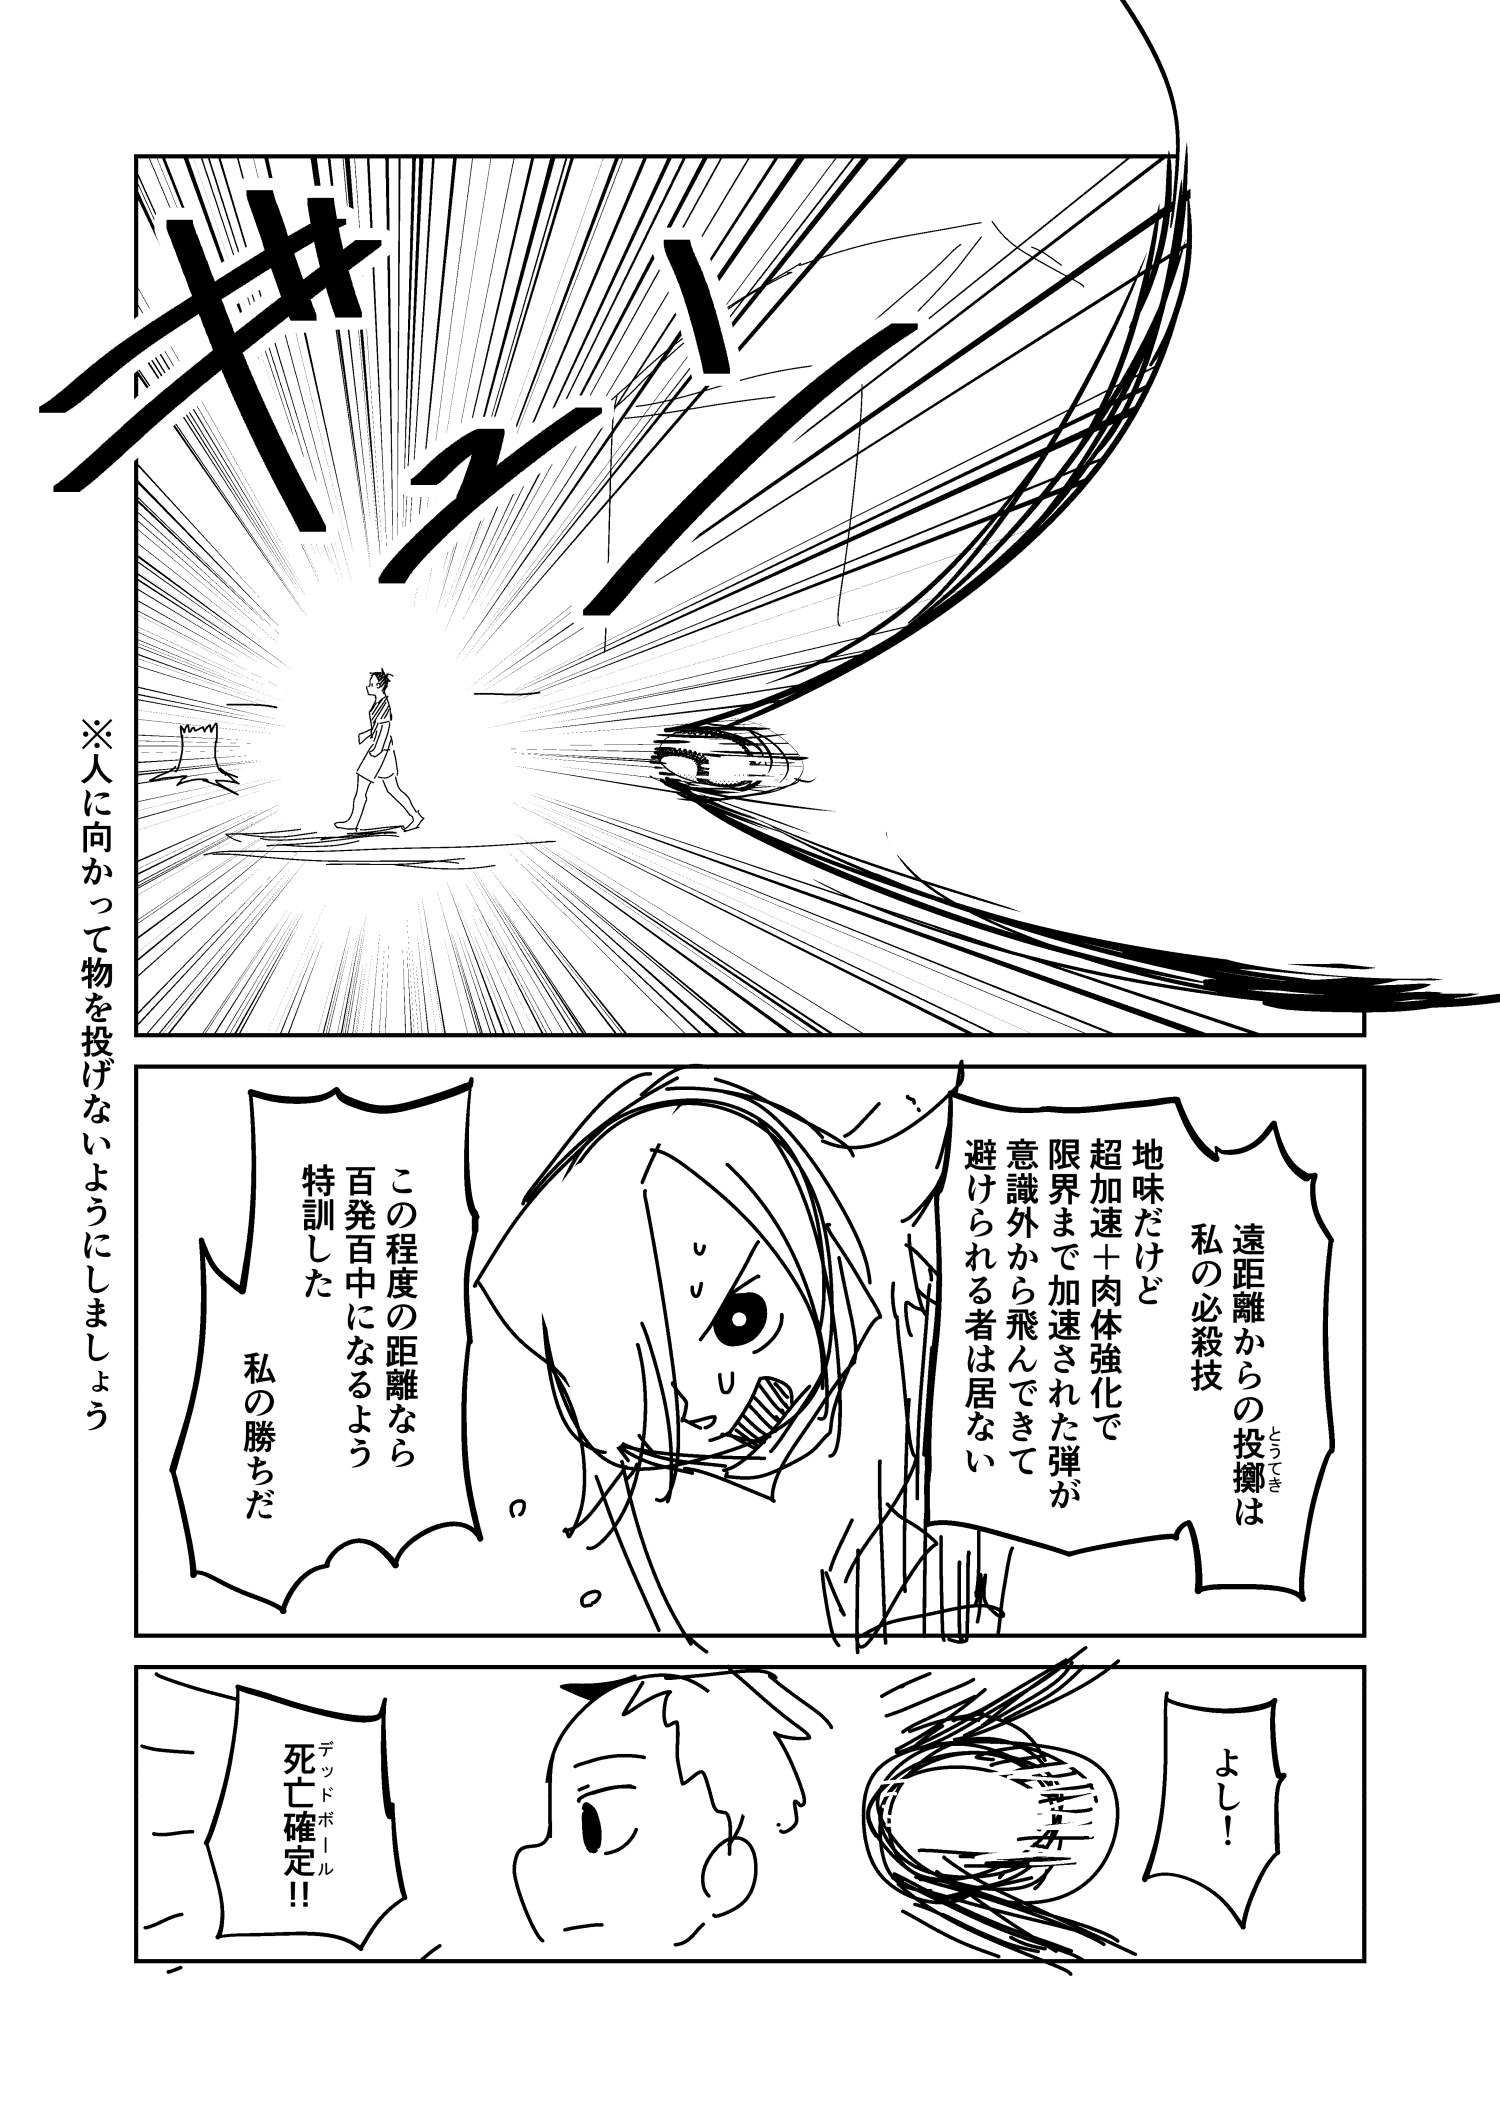 ギュン
※人に向かって物を投げないようにしましょう
遠距離からの投擲は
とうてき
私の必殺技
地味だけど
超加速＋肉体強化で
限界まで加速された弾が
意識外から飛んできて
避けられる者は居ない
この程度の距離なら
百発百中になるよう
特訓した
私の勝ちだ
よし！
死亡確定!!
デッドボール